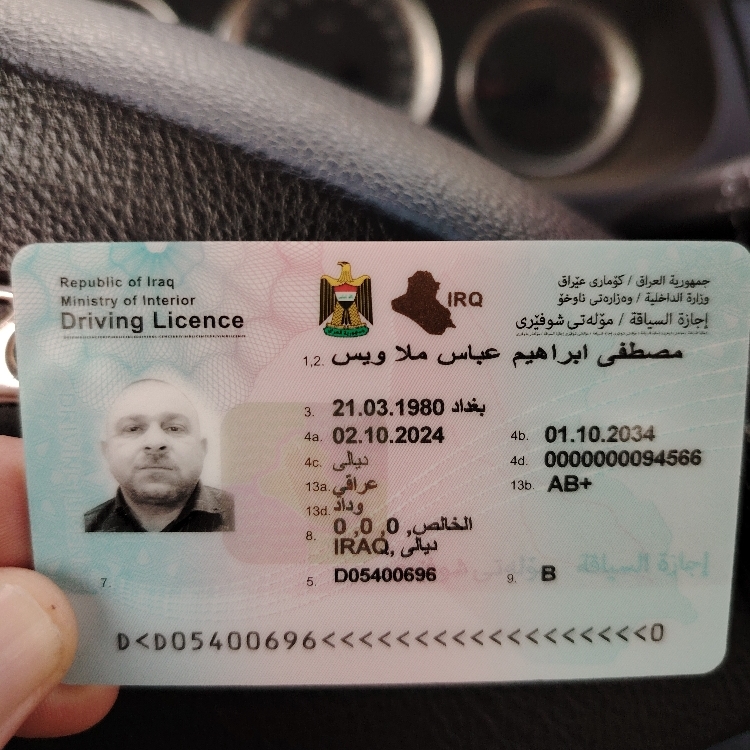 Republic of Iraq
Ministry of Interior
Driving Licence
IRQ
جمهورية العراق / كۆماری عێراق
وزارة الداخلية / وەزارەتی ناوخۆ
إجازة السياقة / مۆڵەتی شوفێری
1,2. مصطفى ابراهيم عباس ملا ويس
3. 21.03.1980 بغداد
4a. 02.10.2024 4b. 01.10.2034
4c. ديالى 4d. 0000000094566
13a. عراقي 13b. AB+
13d. وداد
8. الخالص, 0, 0, 0
ديالى, IRAQ
7. 5. D05400696 9. B
إجازة السياقة
D<D05400696<<<<<<<<<<<<<<<<<<<0